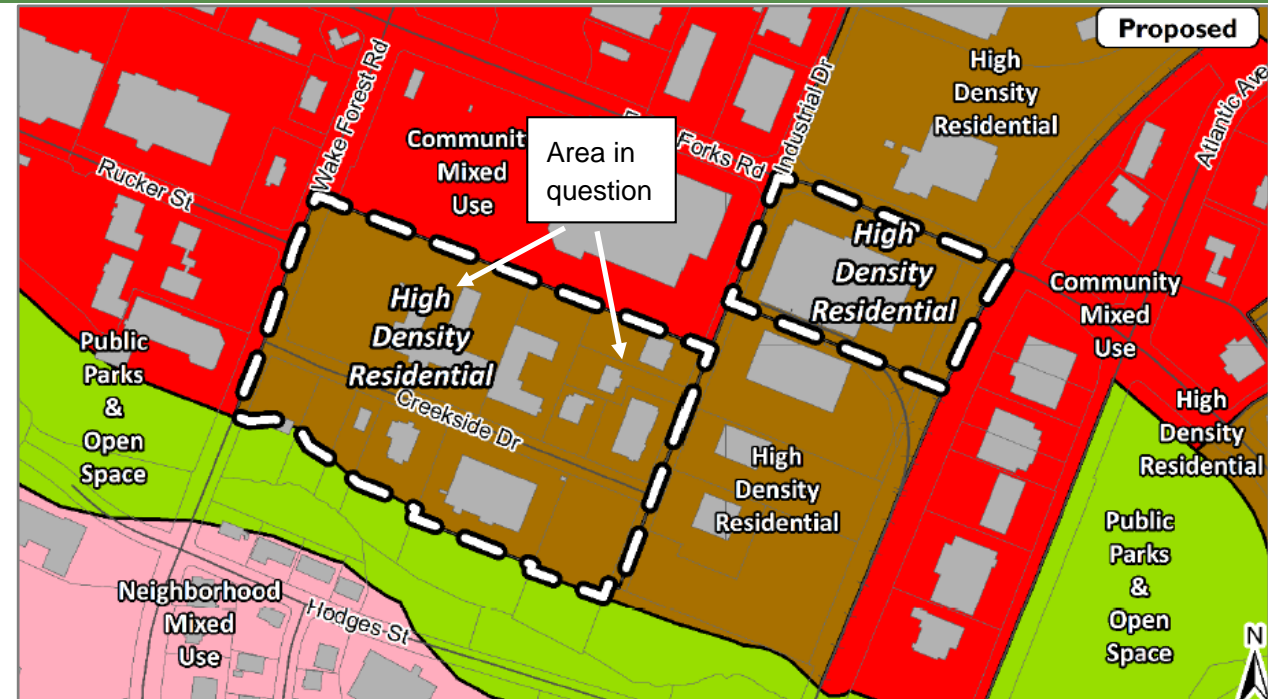 Proposed
High
Density
Residential
Wake Forest Rd
Industrial Dr
Atlantic Ave
Communit
Mixed
Use
Area in
question
Forks Rd
Rucker St
High
Density
Residential
High
Density
Residential
Community
Mixed
Use
Public
Parks
&
Open
Space
Creekside Dr
High
Density
Residential
High
Density
Residential
Public
Parks
&
Open
Space
Neighborhood
Mixed
Use
Hodges St
N